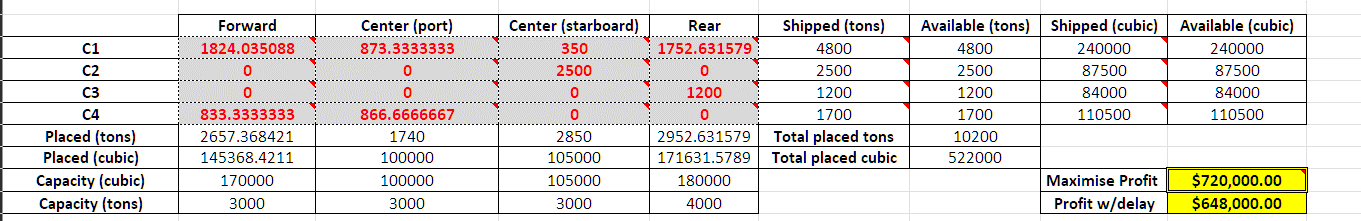 Forward Center (port) Center (starboard) Rear Shipped (tons) Available (tons) Shipped (cubic) Available (cubic)
C1 1824.035088 873.3333333 350 1752.631579 4800 4800 240000 240000
C2 0 0 2500 0 2500 2500 87500 87500
C3 0 0 0 1200 1200 1200 84000 84000
C4 833.3333333 866.6666667 0 0 1700 1700 110500 110500
Placed (tons) 2657.368421 1740 2850 2952.631579 Total placed tons 10200
Placed (cubic) 145368.4211 100000 105000 171631.5789 Total placed cubic 522000
Capacity (cubic) 170000 100000 105000 180000 Maximise Profit $720,000.00
Capacity (tons) 3000 3000 3000 4000 Profit w/delay $648,000.00